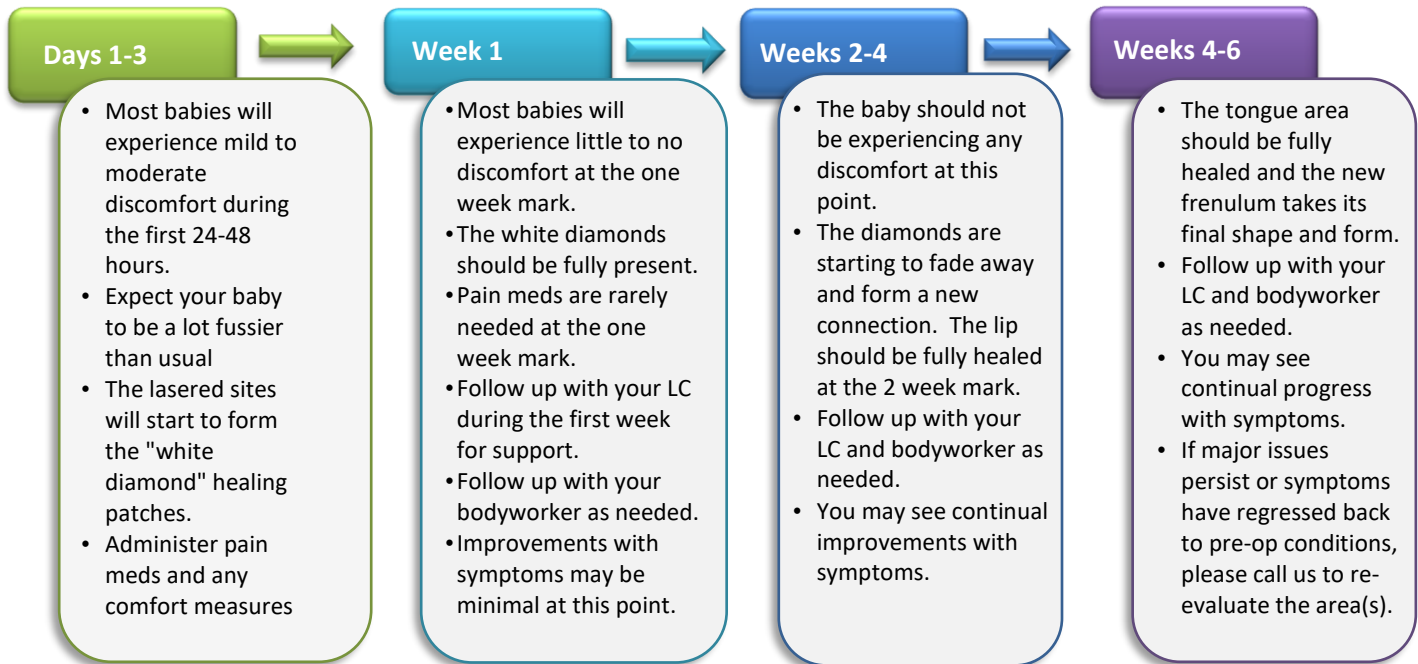 Days 1-3
• Most babies will
experience mild to
moderate
discomfort during
the first 24-48
hours.
• Expect your baby
to be a lot fussier
than usual
• The lasered sites
will start to form
the "white
diamond" healing
patches.
• Administer pain
meds and any
comfort measures
Week 1
• Most babies will
experience little to no
discomfort at the one
week mark.
• The white diamonds
should be fully present.
• Pain meds are rarely
needed at the one
week mark.
• Follow up with your LC
during the first week
for support.
• Follow up with your
bodyworker as needed.
• Improvements with
symptoms may be
minimal at this point.
Weeks 2-4
• The baby should not
be experiencing any
discomfort at this
point.
• The diamonds are
starting to fade away
and form a new
connection. The lip
should be fully healed
at the 2 week mark.
• Follow up with your
LC and bodyworker as
needed.
• You may see continual
improvements with
symptoms.
Weeks 4-6
• The tongue area
should be fully
healed and the new
frenulum takes its
final shape and form.
• Follow up with your
LC and bodyworker
as needed.
• You may see
continual progress
with symptoms.
• If major issues
persist or symptoms
have regressed back
to pre-op conditions,
please call us to re-
evaluate the area(s).